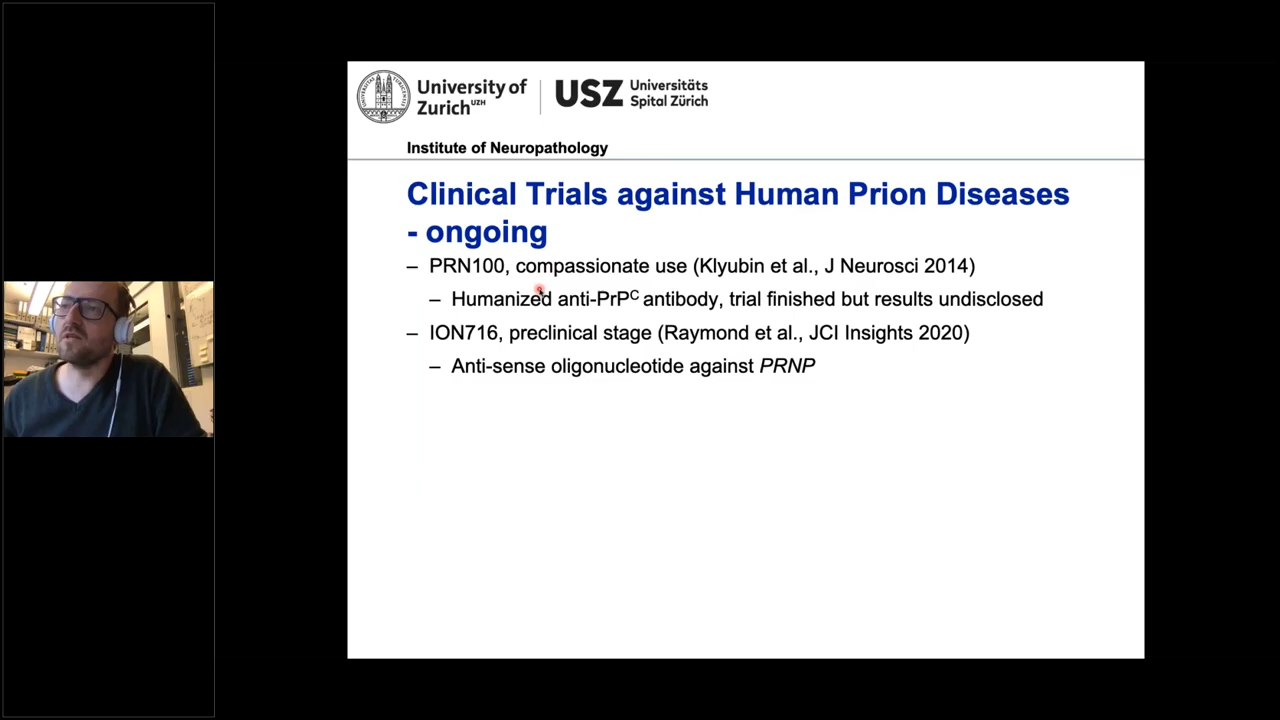 University of
Zurich UZH
USZ Universitäts
Spital Zürich
Institute of Neuropathology
Clinical Trials against Human Prion Diseases
- ongoing
– PRN100, compassionate use (Klyubin et al., J Neurosci 2014)
– Humanized anti-PrPC antibody, trial finished but results undisclosed
– ION716, preclinical stage (Raymond et al., JCI Insights 2020)
– Anti-sense oligonucleotide against PRNP